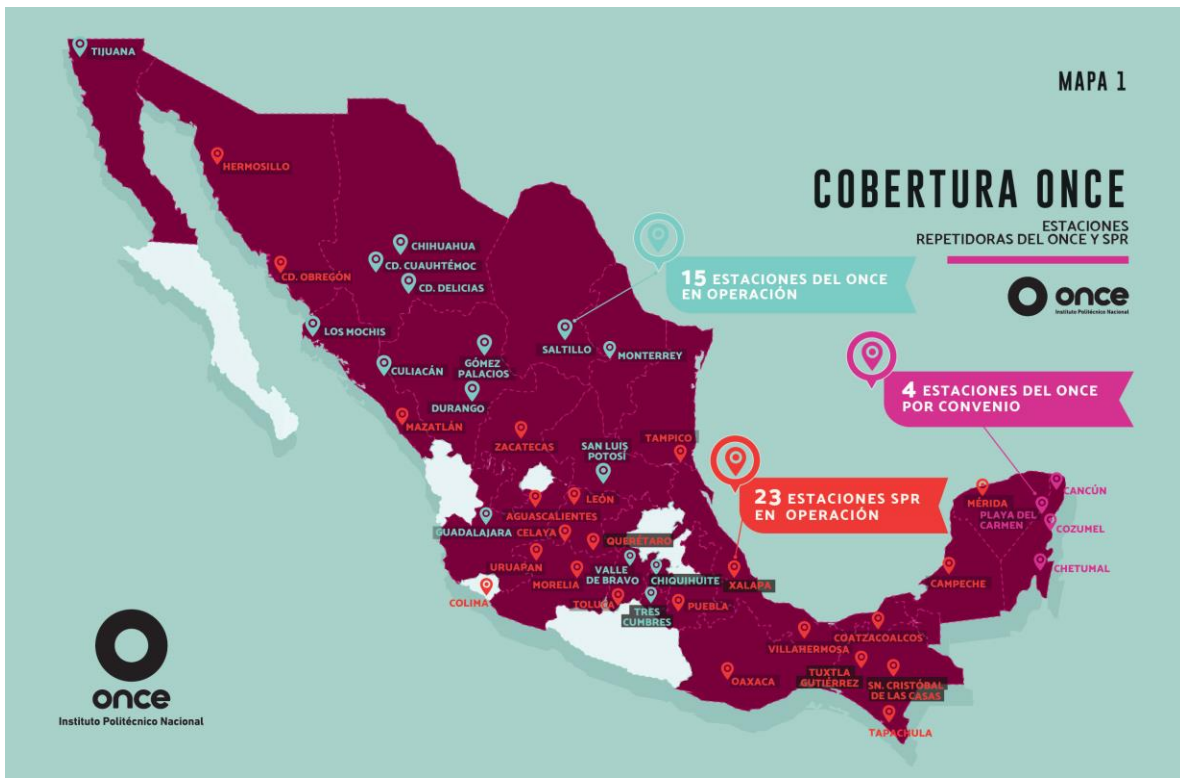 TIJUANA
MAPA 1
HERMOSILLO
COBERTURA ONCE
ESTACIONES
REPETIDORAS DEL ONCE Y SPR
CHIHUAHUA
CD. CUAUHTÉMOC
CD. OBREGÓN
CD. DELICIAS
15 ESTACIONES DEL ONCE
EN OPERACIÓN
once
Instituto Politécnico Nacional
LOS MOCHIS
SALTILLO
MONTERREY
GÓMEZ
PALACIOS
CULIACÁN
4 ESTACIONES DEL ONCE
POR CONVENIO
DURANGO
MAZATLÁN
ZACATECAS
SAN LUIS
POTOSÍ
TAMPICO
23 ESTACIONES SPR
EN OPERACIÓN
CANCÚN
MÉRIDA
PLAYA DEL
CARMEN
COZUMEL
LEÓN
AGUASCALIENTES
GUADALAJARA
CELAYA
QUERÉTARO
URUAPAN
VALLE
DE BRAVO
CHIQUIHUITE
XALAPA
CAMPECHE
CHETUMAL
MORELIA
COLIMA
TOLUCA
TRES
CUMBRES
PUEBLA
COATZACOALCOS
VILLAHERMOSA
OAXACA
TUXTLA
GUTIÉRREZ
SN. CRISTÓBAL
DE LAS CASAS
TAPACHULA
once
Instituto Politécnico Nacional